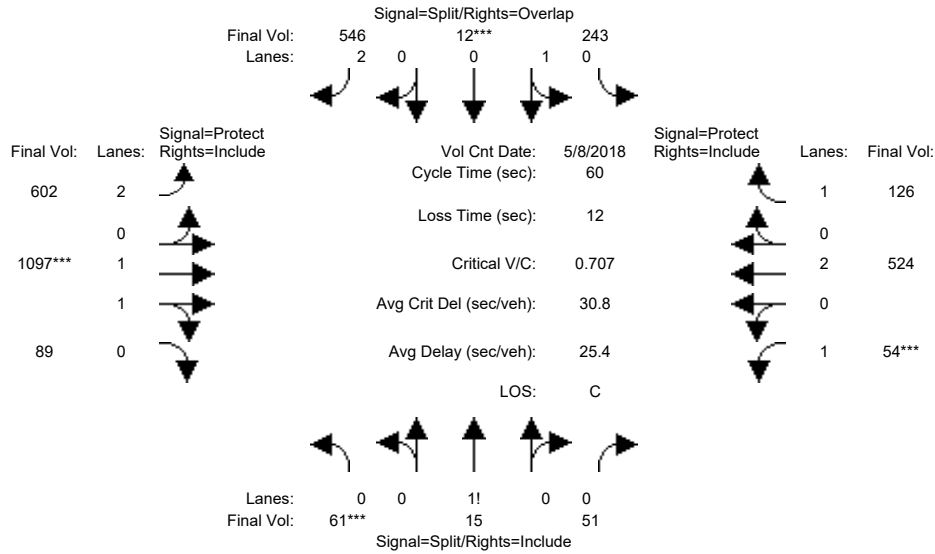 Signal=Split/Rights=Overlap
Final Vol: 546 12*** 243
Lanes: 2 0 0 1 0
Signal=Protect Signal=Protect
Final Vol: Lanes: Rights=Include Vol Cnt Date: 5/8/2018 Rights=Include Lanes: Final Vol:
Cycle Time (sec): 60
602 2 1 126
Loss Time (sec): 12
0 0
1097*** 1 Critical V/C: 0.707 2 524
1 Avg Crit Del (sec/veh): 30.8 0
89 0 Avg Delay (sec/veh): 25.4 1 54***
LOS: C
Lanes: 0 0 1! 0 0
Final Vol: 61*** 15 51
Signal=Split/Rights=Include